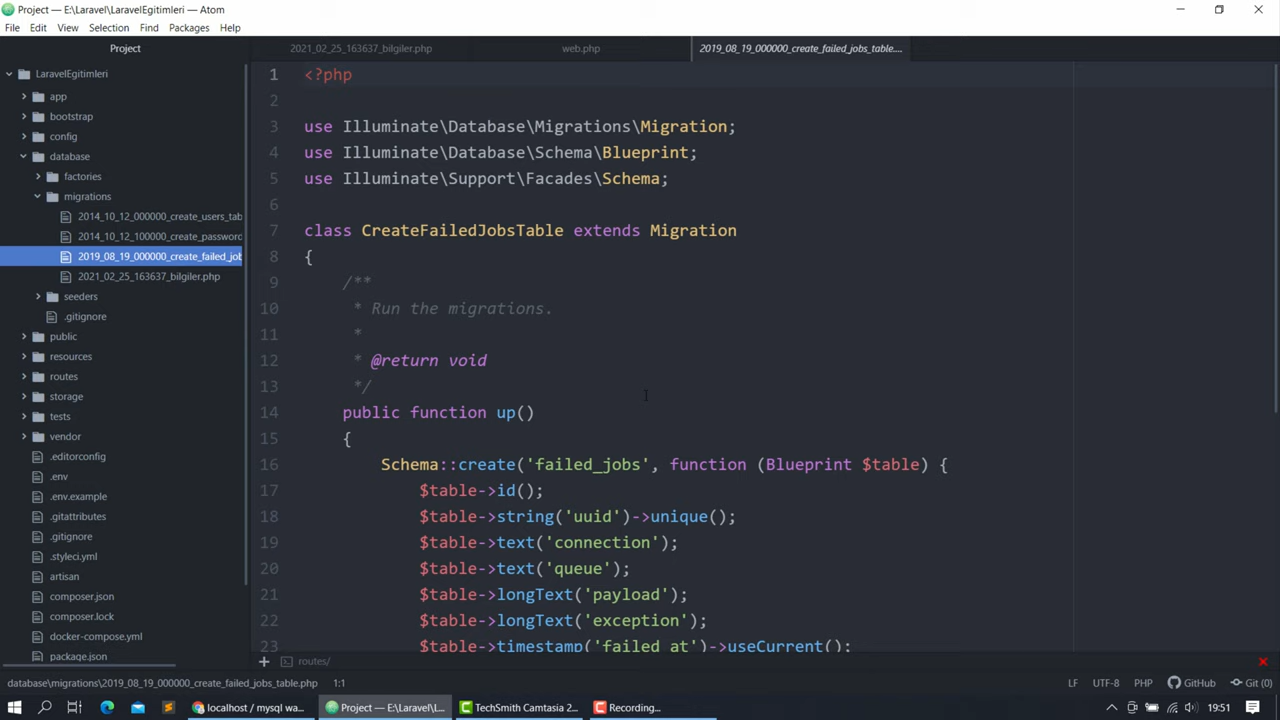 Project — E:\Laravel\LaravelEgitimleri — Atom
File Edit View Selection Find Packages Help
Project
2021_02_25_163637_bilgiler.php
web.php
2019_08_19_000000_create_failed_jobs_table....
LaravelEgitimleri
app
bootstrap
config
database
factories
migrations
2014_10_12_000000_create_users_tab
2014_10_12_100000_create_password
2019_08_19_000000_create_failed_job
2021_02_25_163637_bilgiler.php
seeders
.gitignore
public
resources
routes
storage
tests
vendor
.editorconfig
.env
.env.example
.gitattributes
.gitignore
.styleci.yml
artisan
composer.json
composer.lock
docker-compose.yml
package.json
1 <?php
2
3 use Illuminate\Database\Migrations\Migration;
4 use Illuminate\Database\Schema\Blueprint;
5 use Illuminate\Support\Facades\Schema;
6
7 class CreateFailedJobsTable extends Migration
8 {
9 /**
10 * Run the migrations.
11 *
12 * @return void
13 */
14 public function up()
15 {
16 Schema::create('failed_jobs', function (Blueprint $table) {
17 $table->id();
18 $table->string('uuid')->unique();
19 $table->text('connection');
20 $table->text('queue');
21 $table->longText('payload');
22 $table->longText('exception');
23 $table->timestamp('failed_at')->useCurrent();
routes/
database\migrations\2019_08_19_000000_create_failed_jobs_table.php 1:1
LF UTF-8 PHP GitHub Git (0)
localhost / mysql wa...
Project — E:\Laravel\L...
TechSmith Camtasia 2...
Recording...
19:51